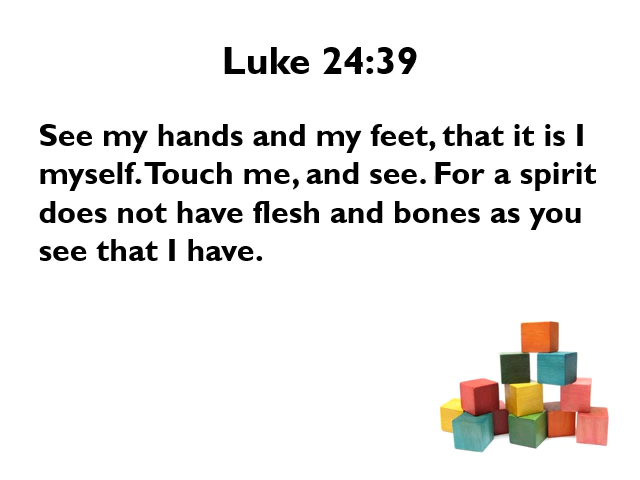 Luke 24:39
See my hands and my feet, that it is I
myself. Touch me, and see. For a spirit
does not have flesh and bones as you
see that I have.